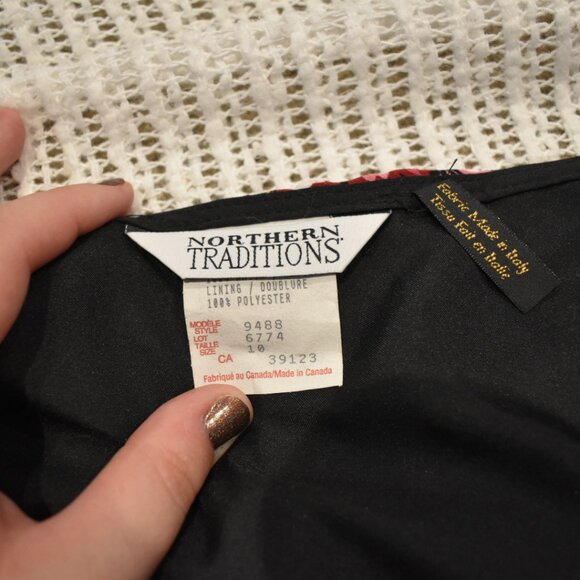 NORTHERN
TRADITIONS
LINING / DOUBLURE
100% POLYESTER
MODÈLE
STYLE 9488
LOT 6774
TAILLE
SIZE 10
CA 39123
Fabriqué au Canada/Made in Canada
Fabric Made in Italy
Tissu Fait en Italie